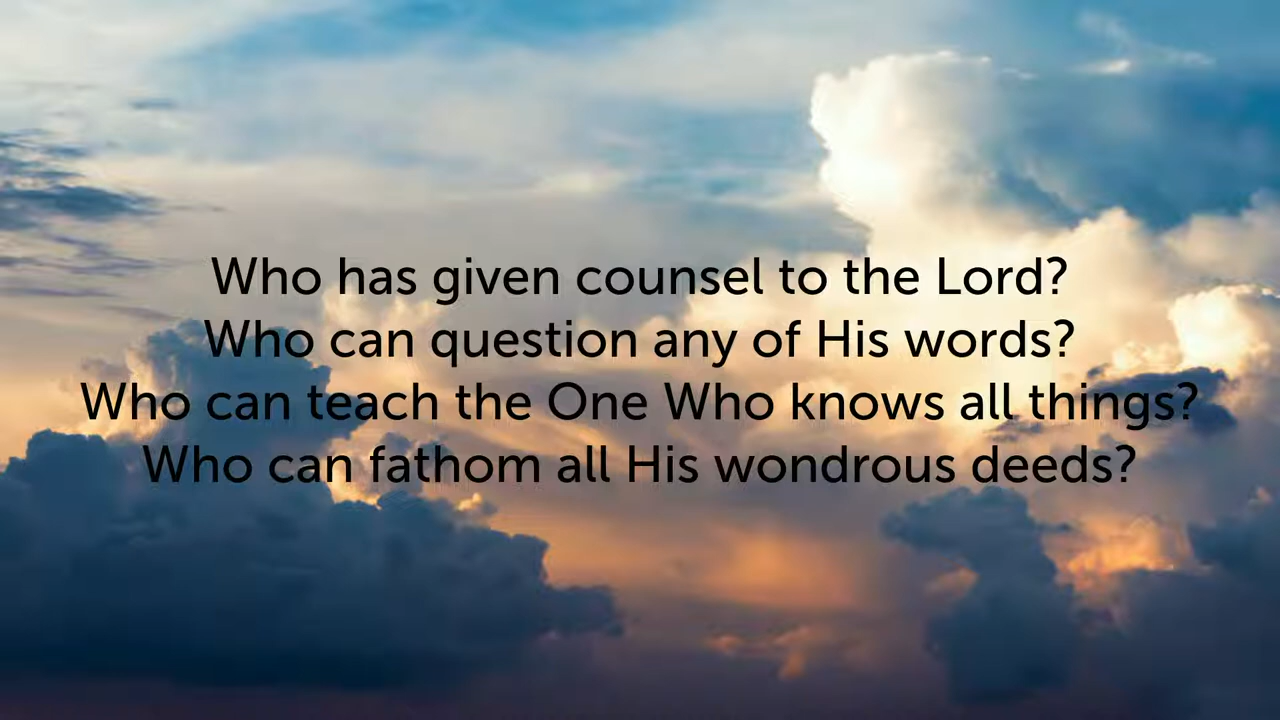 Who has given counsel to the Lord?
Who can question any of His words?
Who can teach the One Who knows all things?
Who can fathom all His wondrous deeds?